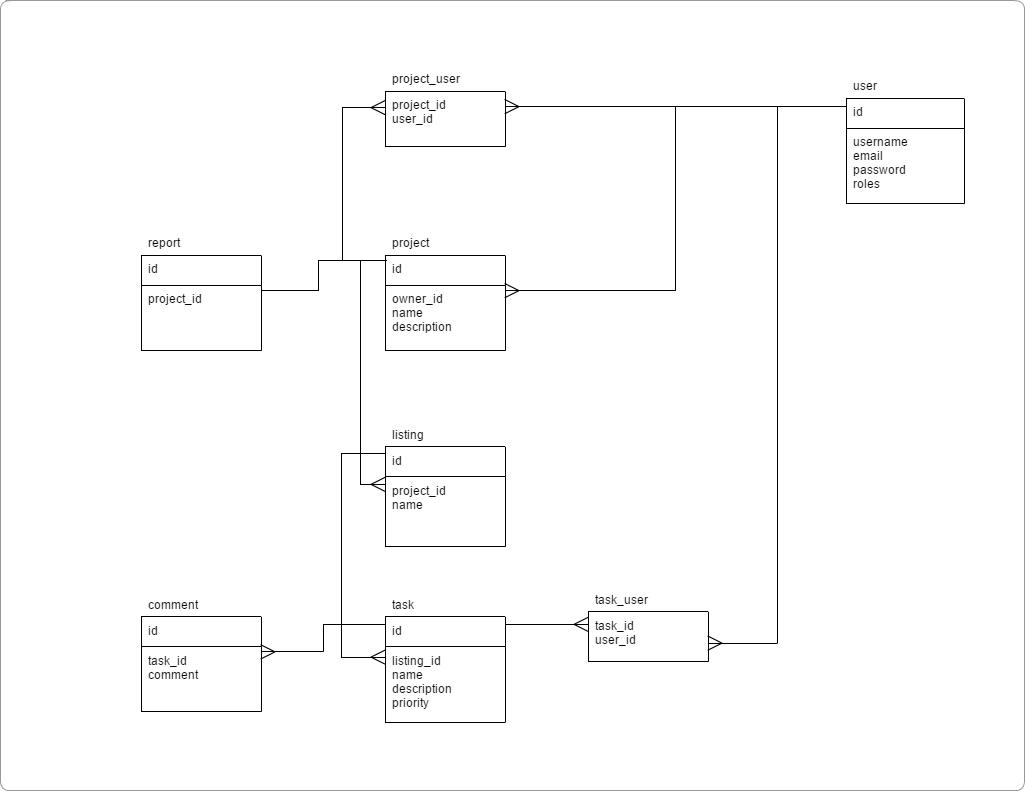 project_user
project_id
user_id
user
id
username
email
password
roles
report
id
project_id
project
id
owner_id
name
description
listing
id
project_id
name
comment
id
task_id
comment
task
id
listing_id
name
description
priority
task_user
task_id
user_id